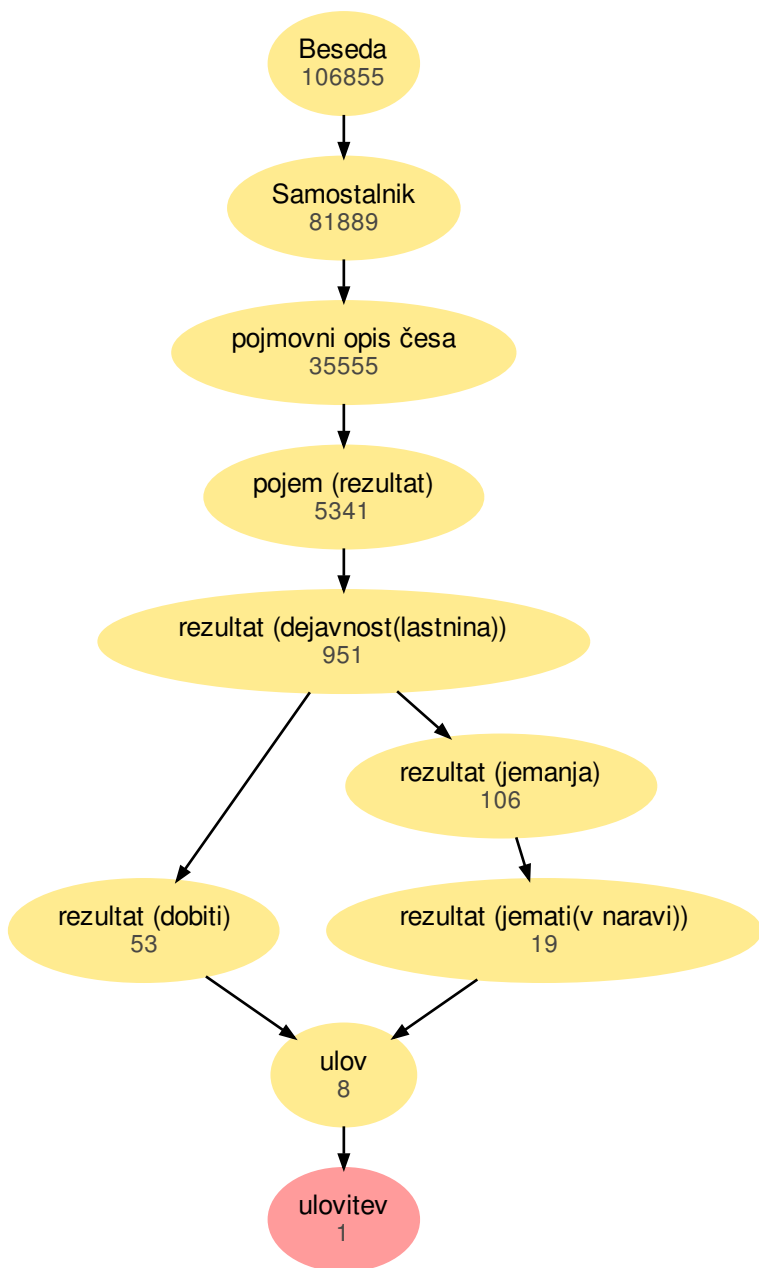 Beseda
106855
Samostalnik
81889
pojmovni opis česa
35555
pojem (rezultat)
5341
rezultat (dejavnost(lastnina))
951
rezultat (jemanja)
106
rezultat (dobiti)
53
rezultat (jemati(v naravi))
19
ulov
8
ulovitev
1